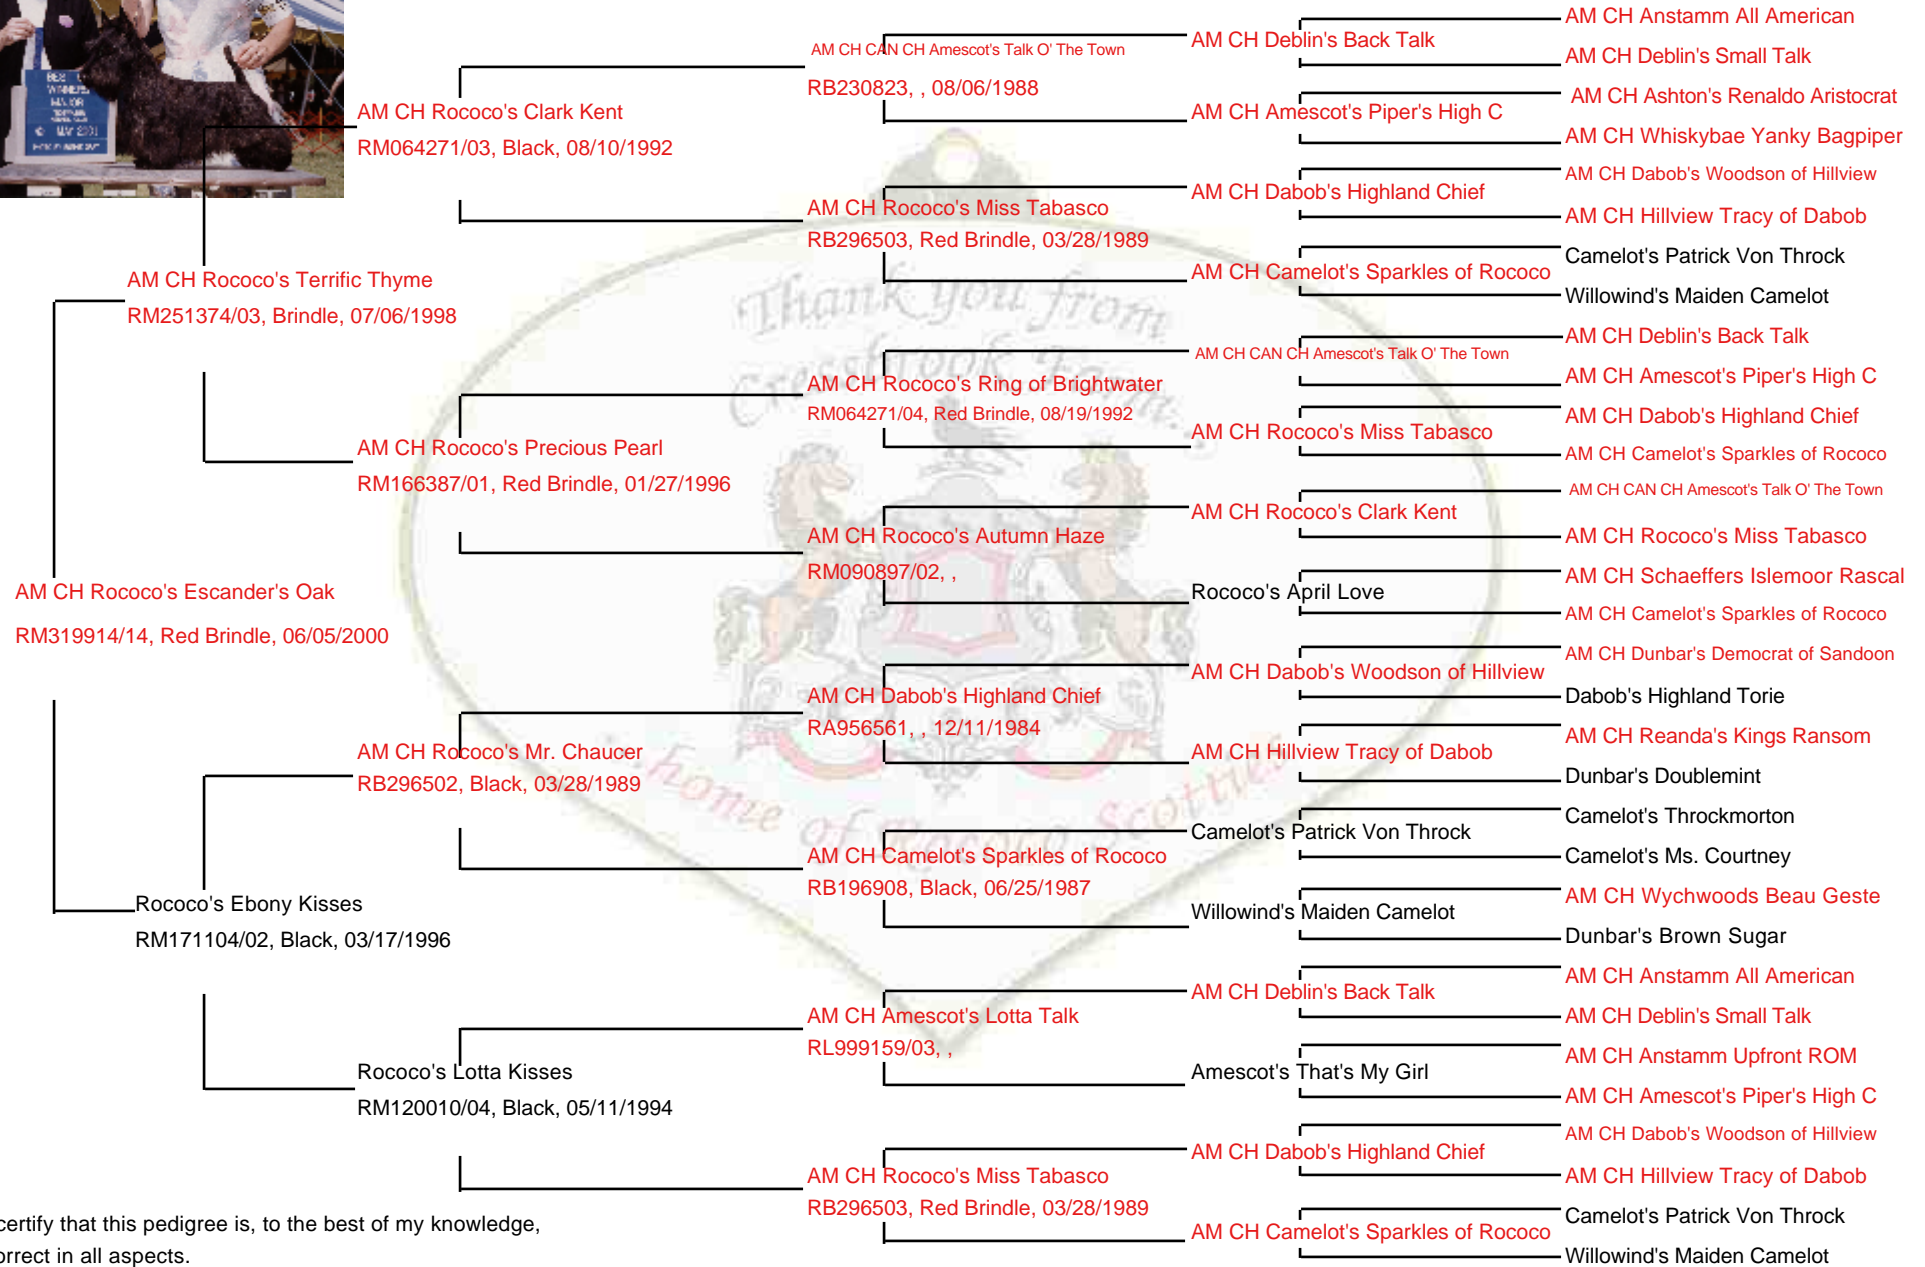 BEST OF
WINNERS
MAJOR
MAY 2001
AM CH Rococo's Escander's Oak
RM319914/14, Red Brindle, 06/05/2000
AM CH Rococo's Terrific Thyme
RM251374/03, Brindle, 07/06/1998
Rococo's Ebony Kisses
RM171104/02, Black, 03/17/1996
AM CH Rococo's Clark Kent
RM064271/03, Black, 08/10/1992
AM CH Rococo's Precious Pearl
RM166387/01, Red Brindle, 01/27/1996
AM CH Rococo's Mr. Chaucer
RB296502, Black, 03/28/1989
Rococo's Lotta Kisses
RM120010/04, Black, 05/11/1994
AM CH CAN CH Amescot's Talk O' The Town
RB230823, , 08/06/1988
AM CH Rococo's Miss Tabasco
RB296503, Red Brindle, 03/28/1989
AM CH Rococo's Ring of Brightwater
RM064271/04, Red Brindle, 08/19/1992
AM CH Rococo's Autumn Haze
RM090897/02, ,
AM CH Dabob's Highland Chief
RA956561, , 12/11/1984
AM CH Camelot's Sparkles of Rococo
RB196908, Black, 06/25/1987
AM CH Amescot's Lotta Talk
RL999159/03, ,
AM CH Rococo's Miss Tabasco
RB296503, Red Brindle, 03/28/1989
AM CH Deblin's Back Talk
AM CH Amescot's Piper's High C
AM CH Dabob's Highland Chief
AM CH Camelot's Sparkles of Rococo
AM CH CAN CH Amescot's Talk O' The Town
AM CH Rococo's Miss Tabasco
AM CH Rococo's Clark Kent
Rococo's April Love
AM CH Dabob's Woodson of Hillview
AM CH Hillview Tracy of Dabob
Camelot's Patrick Von Throck
Willowind's Maiden Camelot
AM CH Deblin's Back Talk
Amescot's That's My Girl
AM CH Dabob's Highland Chief
AM CH Camelot's Sparkles of Rococo
AM CH Anstamm All American
AM CH Deblin's Small Talk
AM CH Ashton's Renaldo Aristocrat
AM CH Whiskybae Yanky Bagpiper
AM CH Dabob's Woodson of Hillview
AM CH Hillview Tracy of Dabob
Camelot's Patrick Von Throck
Willowind's Maiden Camelot
AM CH Deblin's Back Talk
AM CH Amescot's Piper's High C
AM CH Dabob's Highland Chief
AM CH Camelot's Sparkles of Rococo
AM CH CAN CH Amescot's Talk O' The Town
AM CH Rococo's Miss Tabasco
AM CH Schaeffers Islemoor Rascal
AM CH Camelot's Sparkles of Rococo
AM CH Dunbar's Democrat of Sandoon
Dabob's Highland Torie
AM CH Reanda's Kings Ransom
Dunbar's Doublemint
Camelot's Throckmorton
Camelot's Ms. Courtney
AM CH Wychwoods Beau Geste
Dunbar's Brown Sugar
AM CH Anstamm All American
AM CH Deblin's Small Talk
AM CH Anstamm Upfront ROM
AM CH Amescot's Piper's High C
AM CH Dabob's Woodson of Hillview
AM CH Hillview Tracy of Dabob
Camelot's Patrick Von Throck
Willowind's Maiden Camelot
Thank you from
Cressbrook Farm...
home of Rococo Scotties
certify that this pedigree is, to the best of my knowledge,
orrect in all aspects.